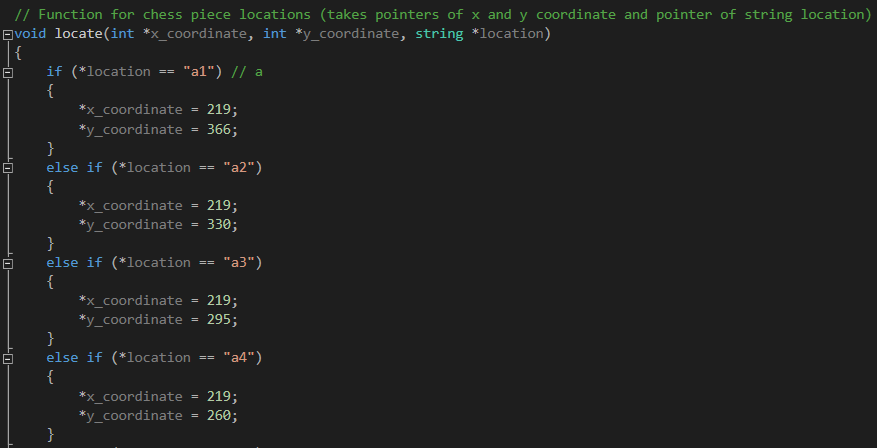 // Function for chess piece locations (takes pointers of x and y coordinate and pointer of string location)
void locate(int *x_coordinate, int *y_coordinate, string *location)
{
if (*location == "a1") // a
{
*x_coordinate = 219;
*y_coordinate = 366;
}
else if (*location == "a2")
{
*x_coordinate = 219;
*y_coordinate = 330;
}
else if (*location == "a3")
{
*x_coordinate = 219;
*y_coordinate = 295;
}
else if (*location == "a4")
{
*x_coordinate = 219;
*y_coordinate = 260;
}